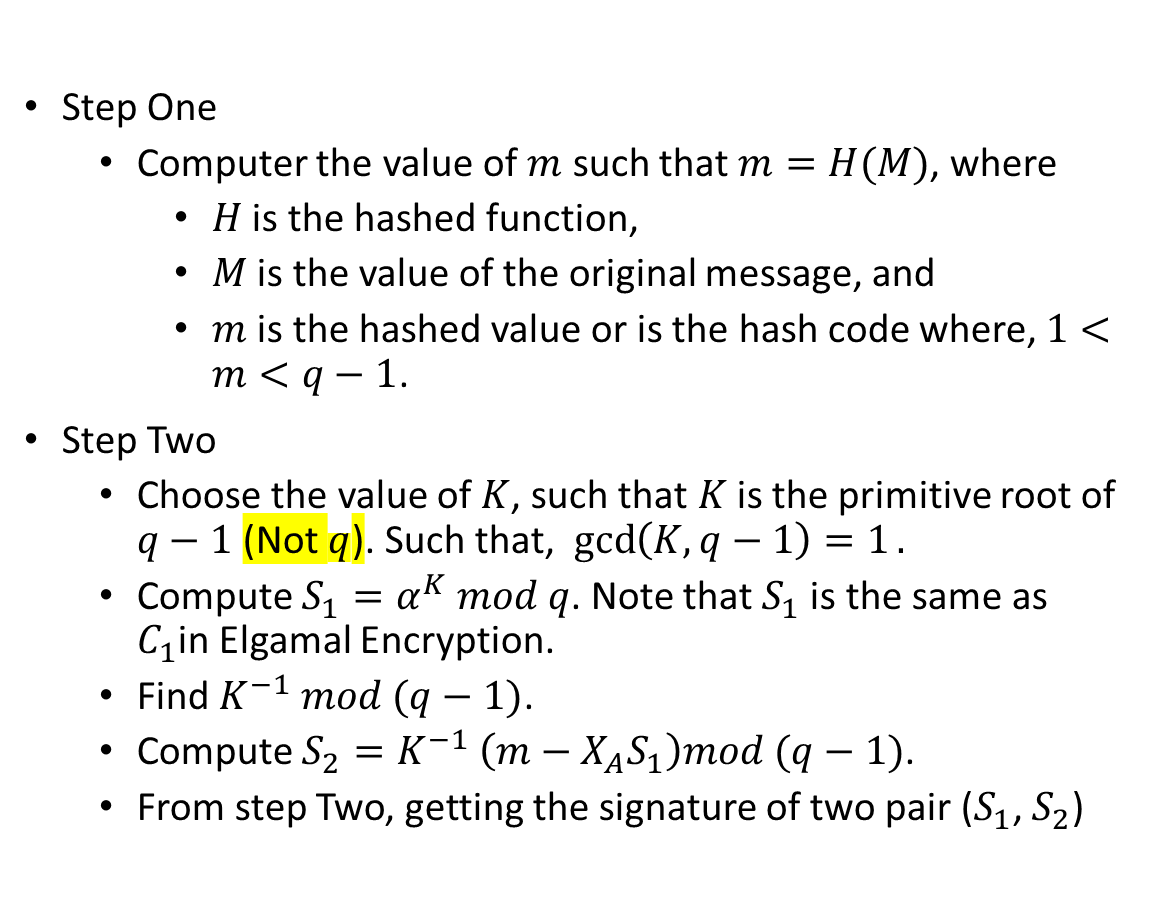 • Step One
• Computer the value of 𝑚 such that 𝑚 = 𝐻(𝑀), where
• 𝐻 is the hashed function,
• 𝑀 is the value of the original message, and
• 𝑚 is the hashed value or is the hash code where, 1 <
𝑚 < 𝑞 − 1.
• Step Two
• Choose the value of 𝐾, such that 𝐾 is the primitive root of
𝑞 − 1 (Not 𝑞). Such that, gcd(𝐾, 𝑞 − 1) = 1 .
• Compute 𝑆₁ = 𝛼ᴷ 𝑚𝑜𝑑 𝑞. Note that 𝑆₁ is the same as
𝐶₁in Elgamal Encryption.
• Find 𝐾⁻¹ 𝑚𝑜𝑑 (𝑞 − 1).
• Compute 𝑆₂ = 𝐾⁻¹ (𝑚 − 𝑋_𝐴𝑆₁)𝑚𝑜𝑑 (𝑞 − 1).
• From step Two, getting the signature of two pair (𝑆₁, 𝑆₂)